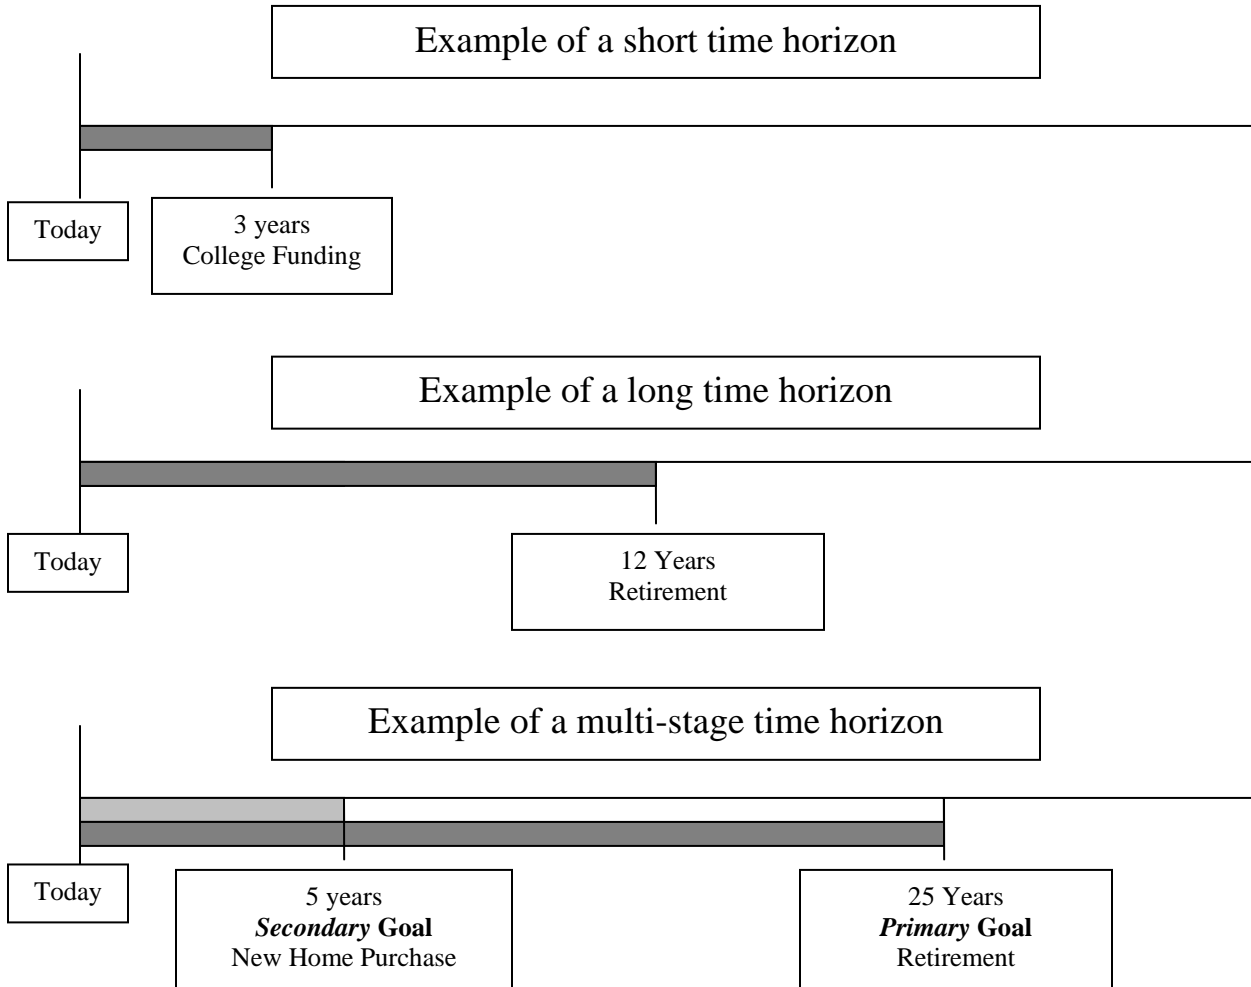 Example of a short time horizon
Today
3 years
College Funding
Example of a long time horizon
Today
12 Years
Retirement
Example of a multi-stage time horizon
Today
5 years
Secondary Goal
New Home Purchase
25 Years
Primary Goal
Retirement